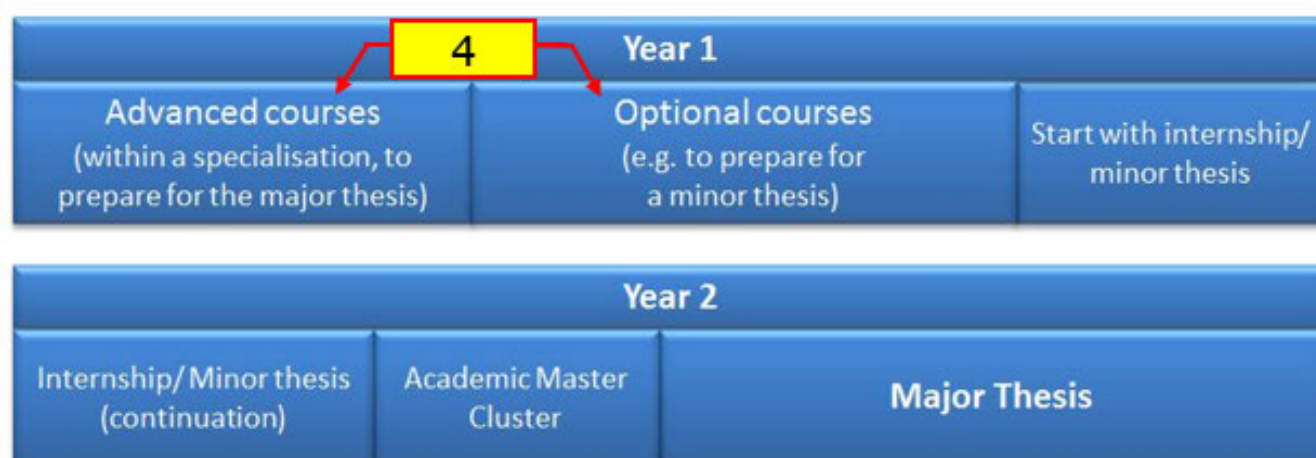 4
Year 1
Advanced courses
(within a specialisation, to
prepare for the major thesis)
Optional courses
(e.g. to prepare for
a minor thesis)
Start with internship/
minor thesis
Year 2
Internship/Minor thesis
(continuation)
Academic Master
Cluster
Major Thesis